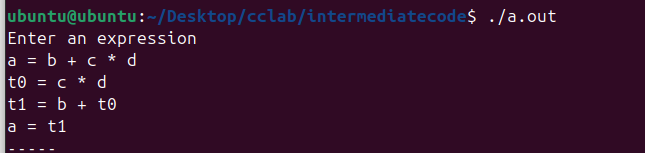 ubuntu@ubuntu:~/Desktop/cclab/intermediatecode$ ./a.out
Enter an expression
a = b + c * d
t0 = c * d
t1 = b + t0
a = t1
-----